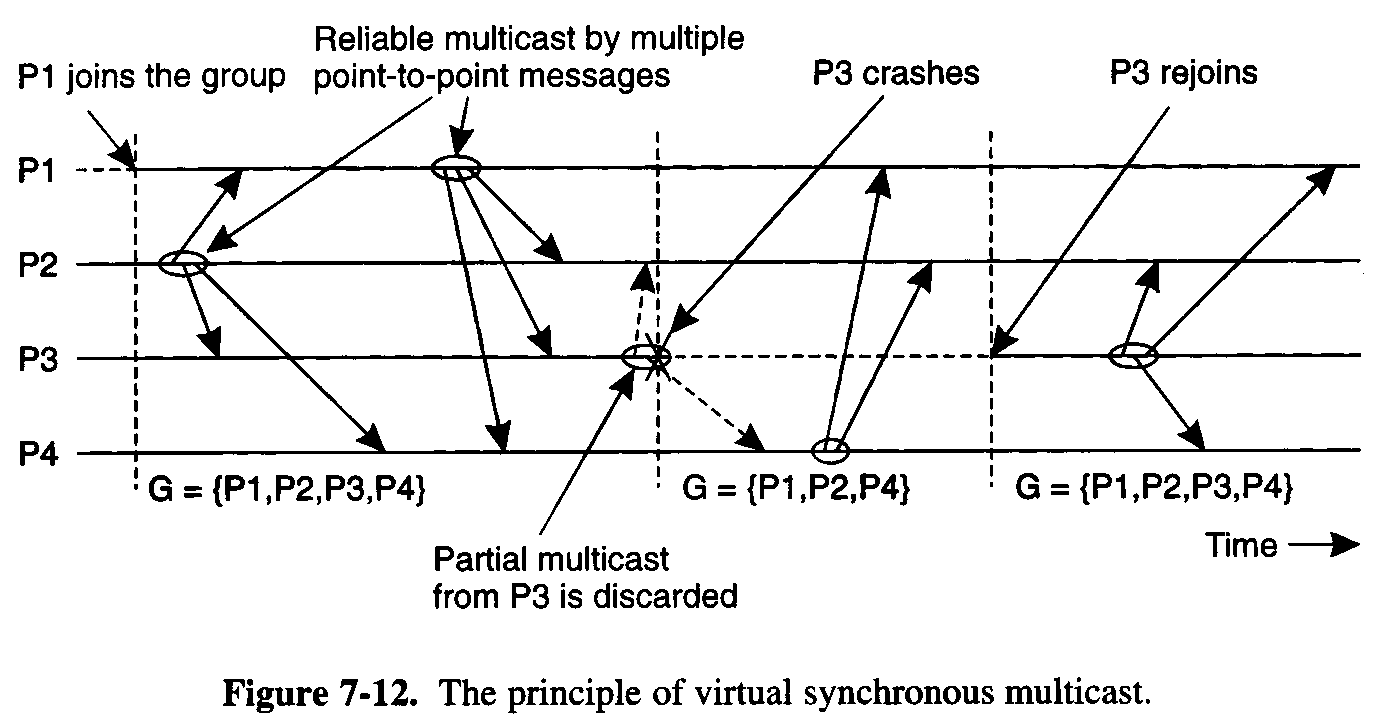 Reliable multicast by multiple
point-to-point messages
P1 joins the group
P3 crashes
P3 rejoins
P1
P2
P3
P4
G = {P1,P2,P3,P4}
G = {P1,P2,P4}
G = {P1,P2,P3,P4}
Time
Partial multicast
from P3 is discarded
Figure 7-12. The principle of virtual synchronous multicast.